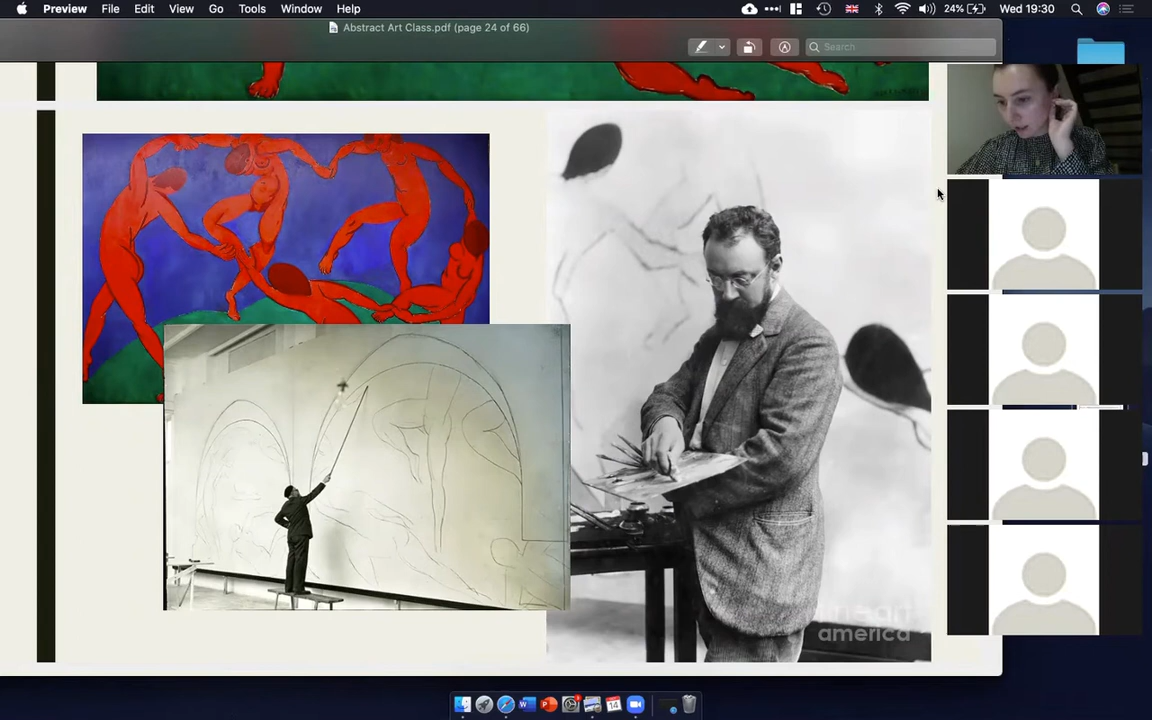 Preview File Edit View Go Tools Window Help 24% Wed 19:30
Abstract Art Class.pdf (page 24 of 66)
Search
america
14